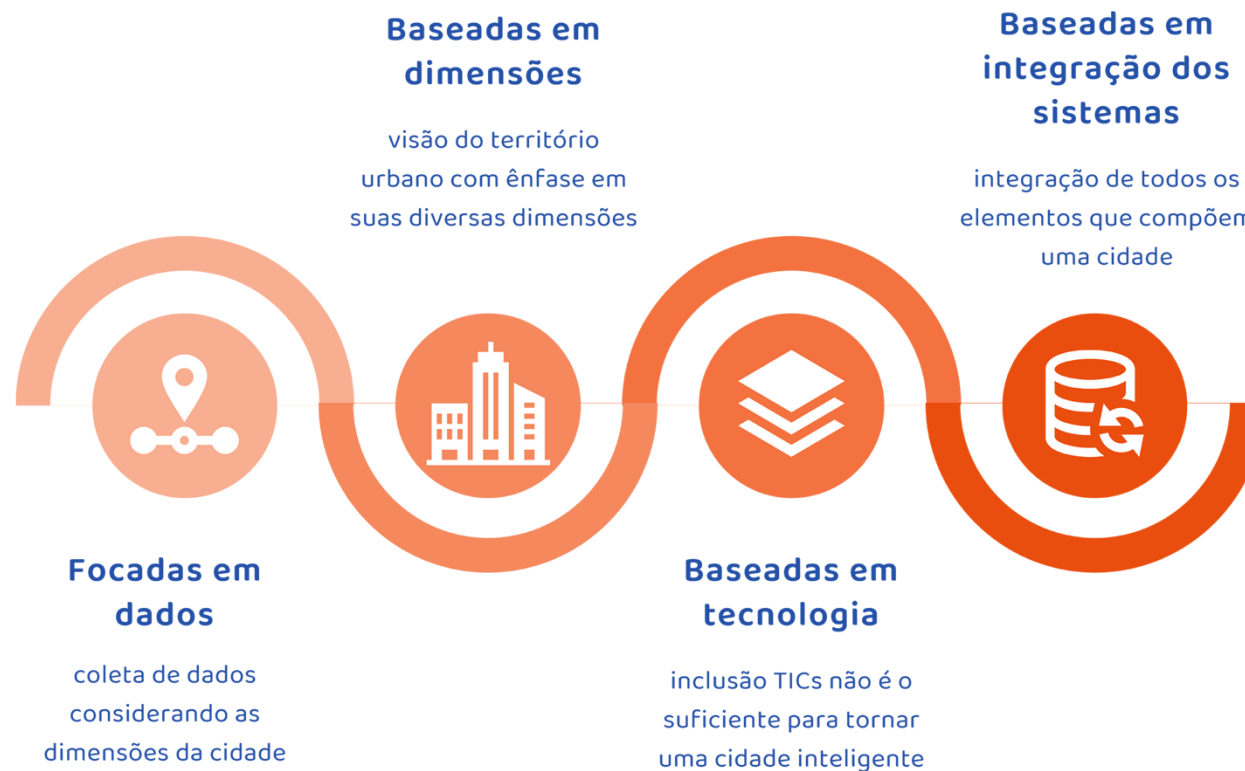 Focadas em
dados
coleta de dados
considerando as
dimensões da cidade
Baseadas em
dimensões
visão do território
urbano com ênfase em
suas diversas dimensões
Baseadas em
tecnologia
inclusão TICs não é o
suficiente para tornar
uma cidade inteligente
Baseadas em
integração dos
sistemas
integração de todos os
elementos que compõem
uma cidade